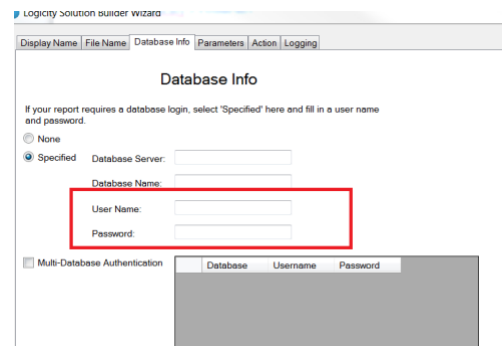 Logicity Solution Builder Wizard
Display Name File Name Database Info Parameters Action Logging
Database Info
If your report requires a database login, select 'Specified' here and fill in a user name
and password.
None
Specified Database Server:
Database Name:
User Name:
Password:
Multi-Database Authentication Database Username Password